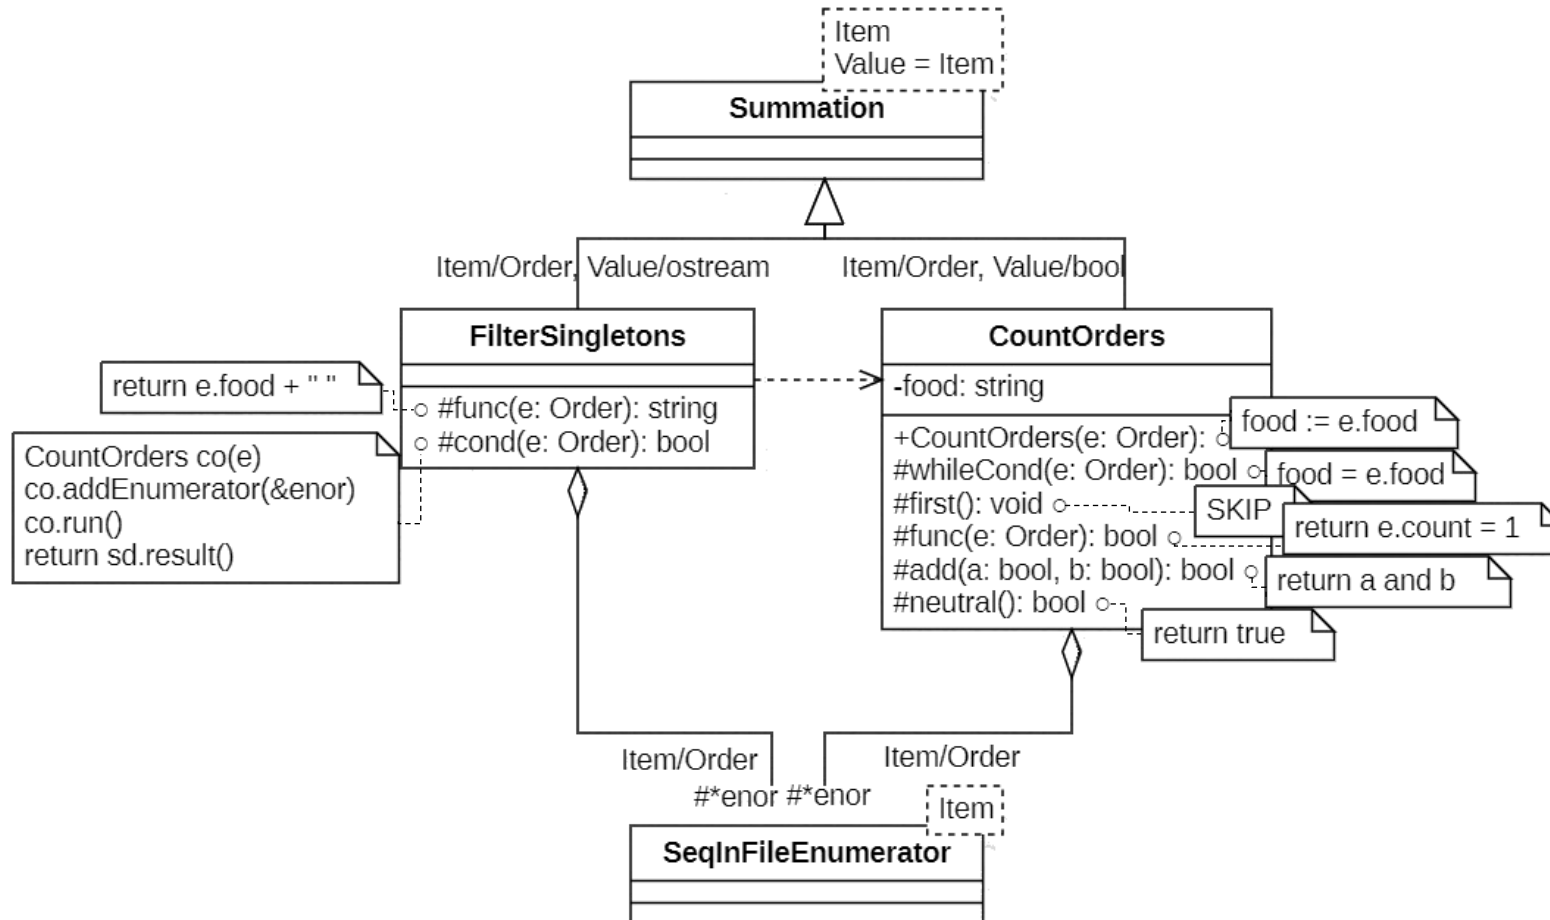 Item
Value = Item
Summation
Item/Order, Value/ostream
Item/Order, Value/bool
FilterSingletons
#func(e: Order): string
#cond(e: Order): bool
return e.food + " "
CountOrders co(e)
co.addEnumerator(&enor)
co.run()
return sd.result()
CountOrders
-food: string
+CountOrders(e: Order):
#whileCond(e: Order): bool
#first(): void
#func(e: Order): bool
#add(a: bool, b: bool): bool
#neutral(): bool
food := e.food
food = e.food
SKIP
return e.count = 1
return a and b
return true
Item/Order
Item/Order
#*enor
#*enor
Item
SeqInFileEnumerator